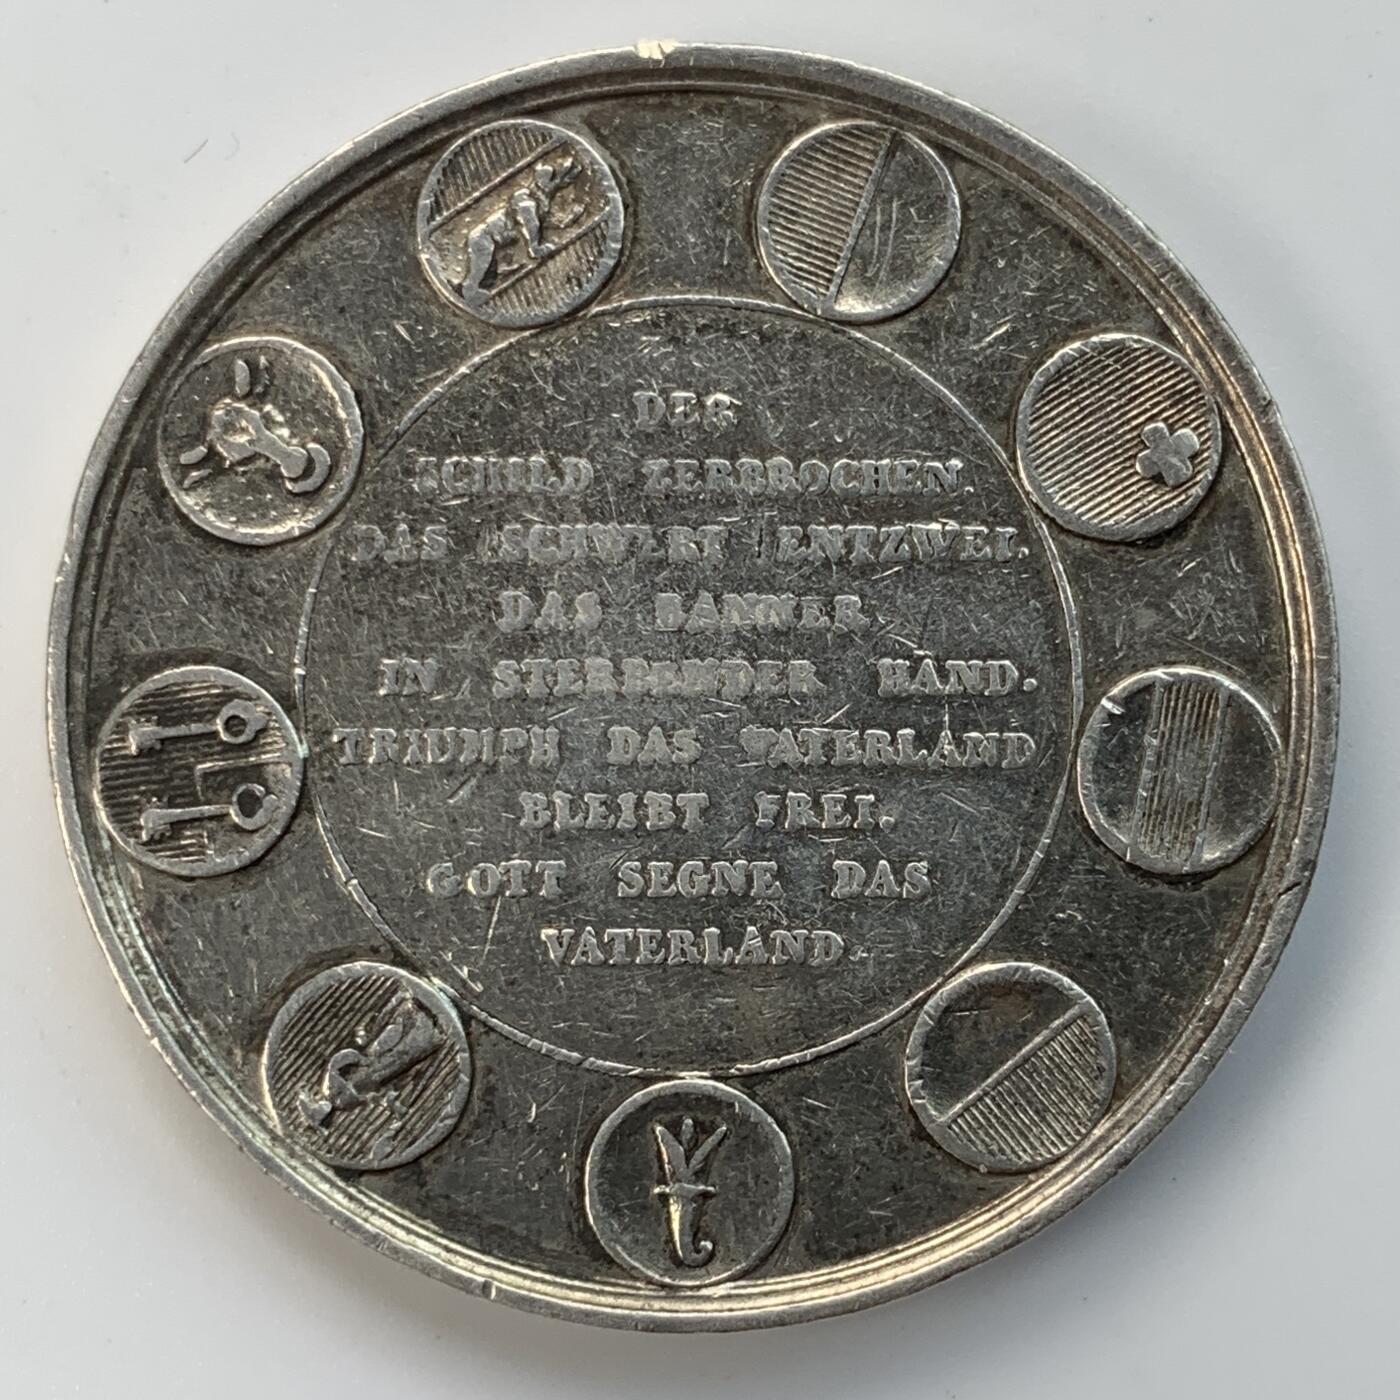 DER
SCHILD ZERBROCHEN.
DAS SCHWERT ENTZWEI.
DAS BANNER
IN STERBENDER HAND.
TRIUMPH DAS VATERLAND
BLEIBT FREI.
GOTT SEGNE DAS
VATERLAND.